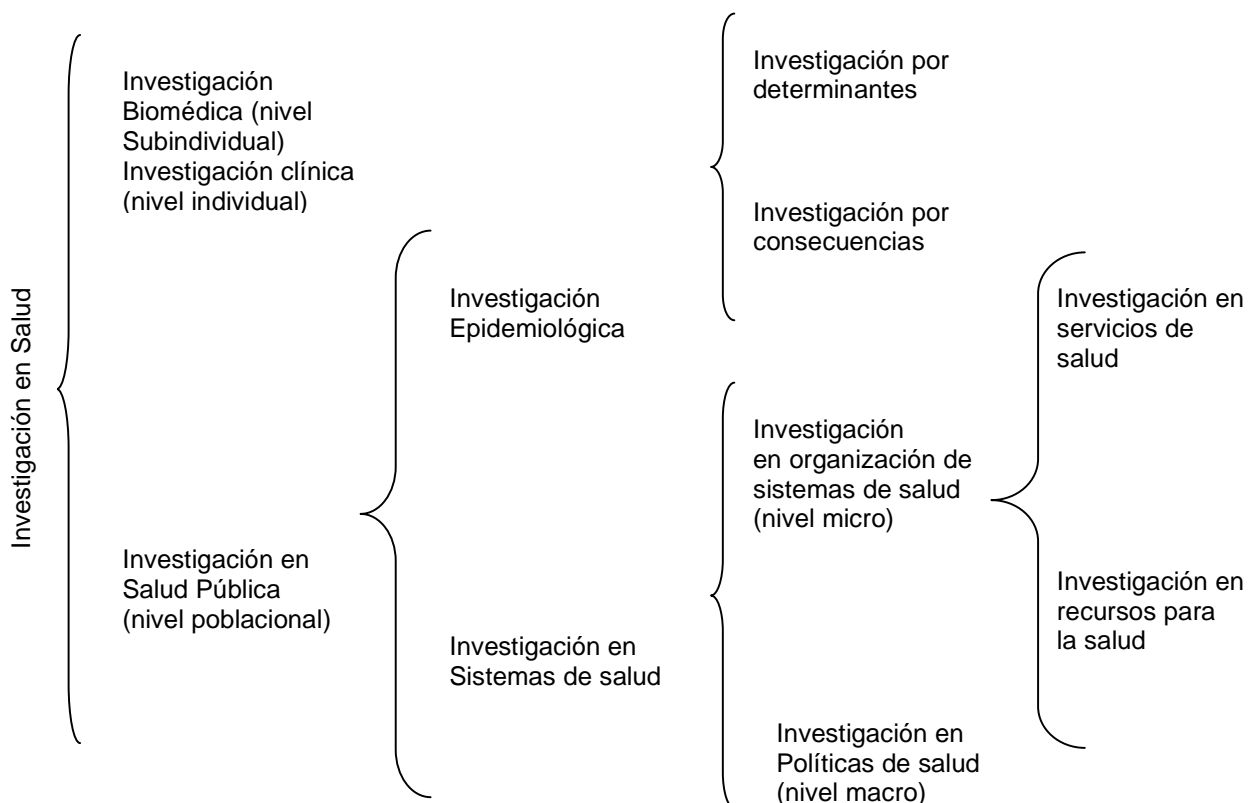 Investigación en Salud
Investigación
Biomédica (nivel
Subindividual)
Investigación clínica
(nivel individual)
Investigación en
Salud Pública
(nivel poblacional)
Investigación
Epidemiológica
Investigación en
Sistemas de salud
Investigación por
determinantes
Investigación por
consecuencias
Investigación
en organización de
sistemas de salud
(nivel micro)
Investigación en
Políticas de salud
(nivel macro)
Investigación en
servicios de
salud
Investigación en
recursos para
la salud